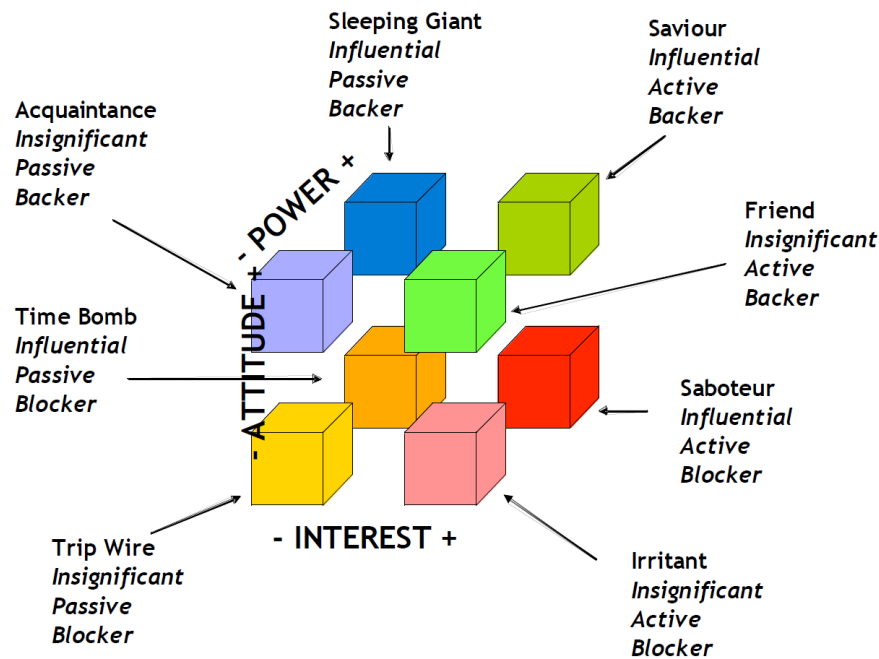 Sleeping Giant
Influential
Passive
Backer
Saviour
Influential
Active
Backer
Acquaintance
Insignificant
Passive
Backer
- POWER +
Friend
Insignificant
Active
Backer
- ATTITUDE +
Time Bomb
Influential
Passive
Blocker
Saboteur
Influential
Active
Blocker
- INTEREST +
Trip Wire
Insignificant
Passive
Blocker
Irritant
Insignificant
Active
Blocker